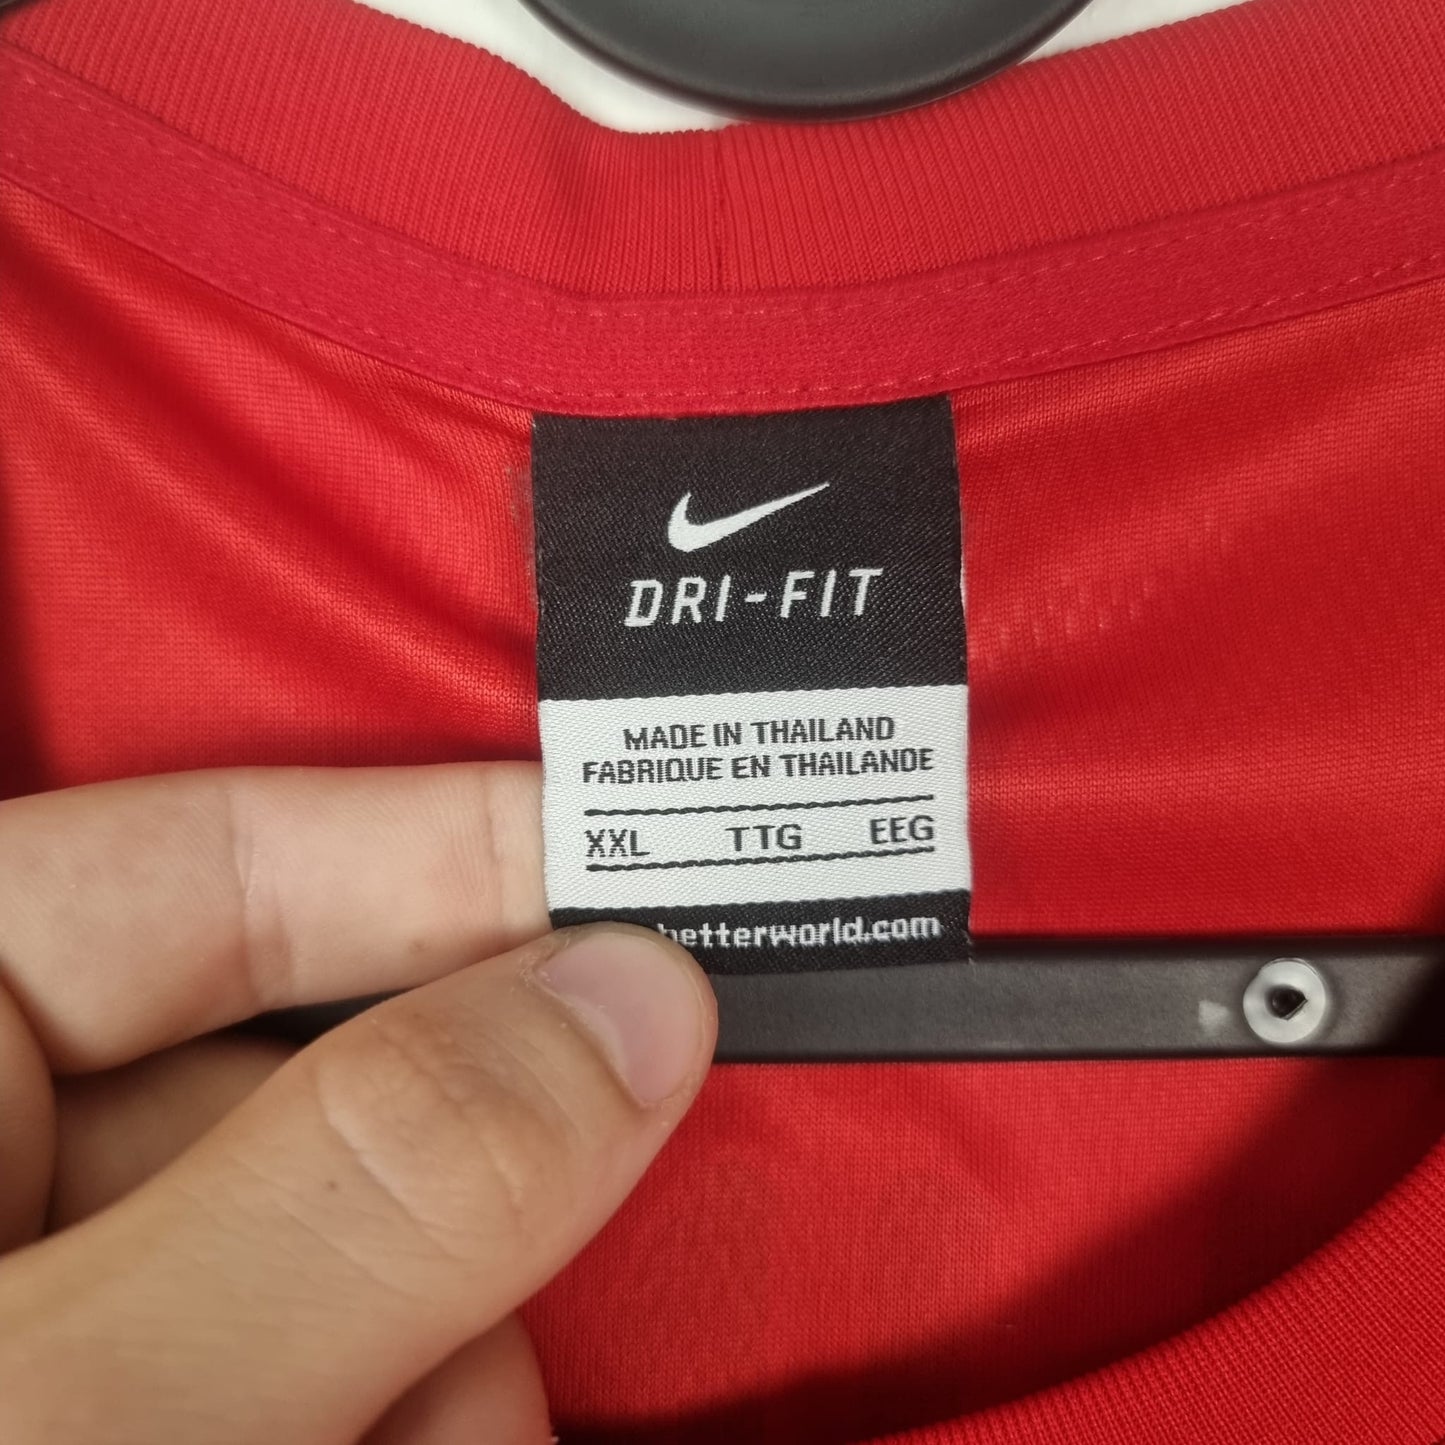 DRI-FIT
MADE IN THAILAND
FABRIQUE EN THAILANDE
XXL TTG EEG
betterworld.com